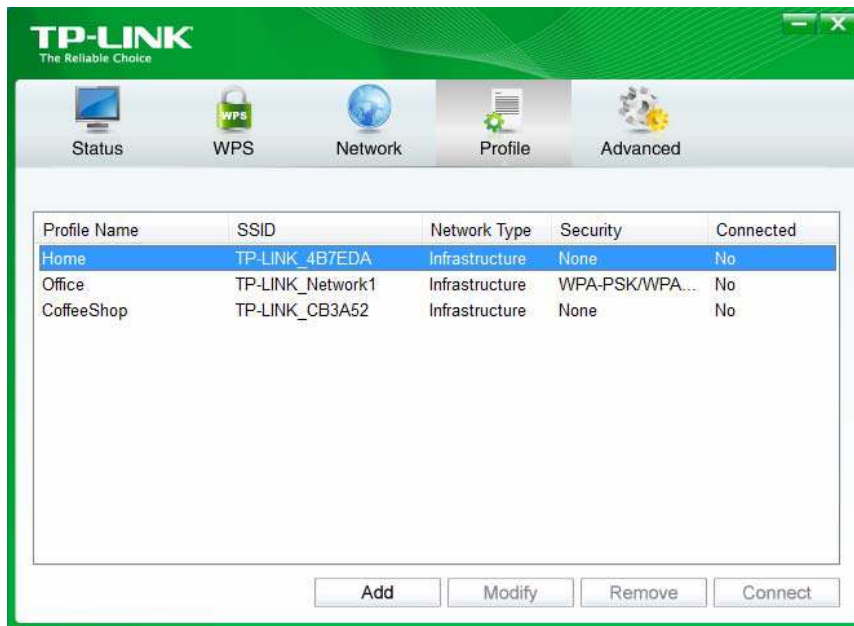 TP-LINK
The Reliable Choice
WPS
Status WPS Network Profile Advanced
Profile Name SSID Network Type Security Connected
Home TP-LINK_4B7EDA Infrastructure None No
Office TP-LINK_Network1 Infrastructure WPA-PSK/WPA... No
CoffeeShop TP-LINK_CB3A52 Infrastructure None No
Add Modify Remove Connect